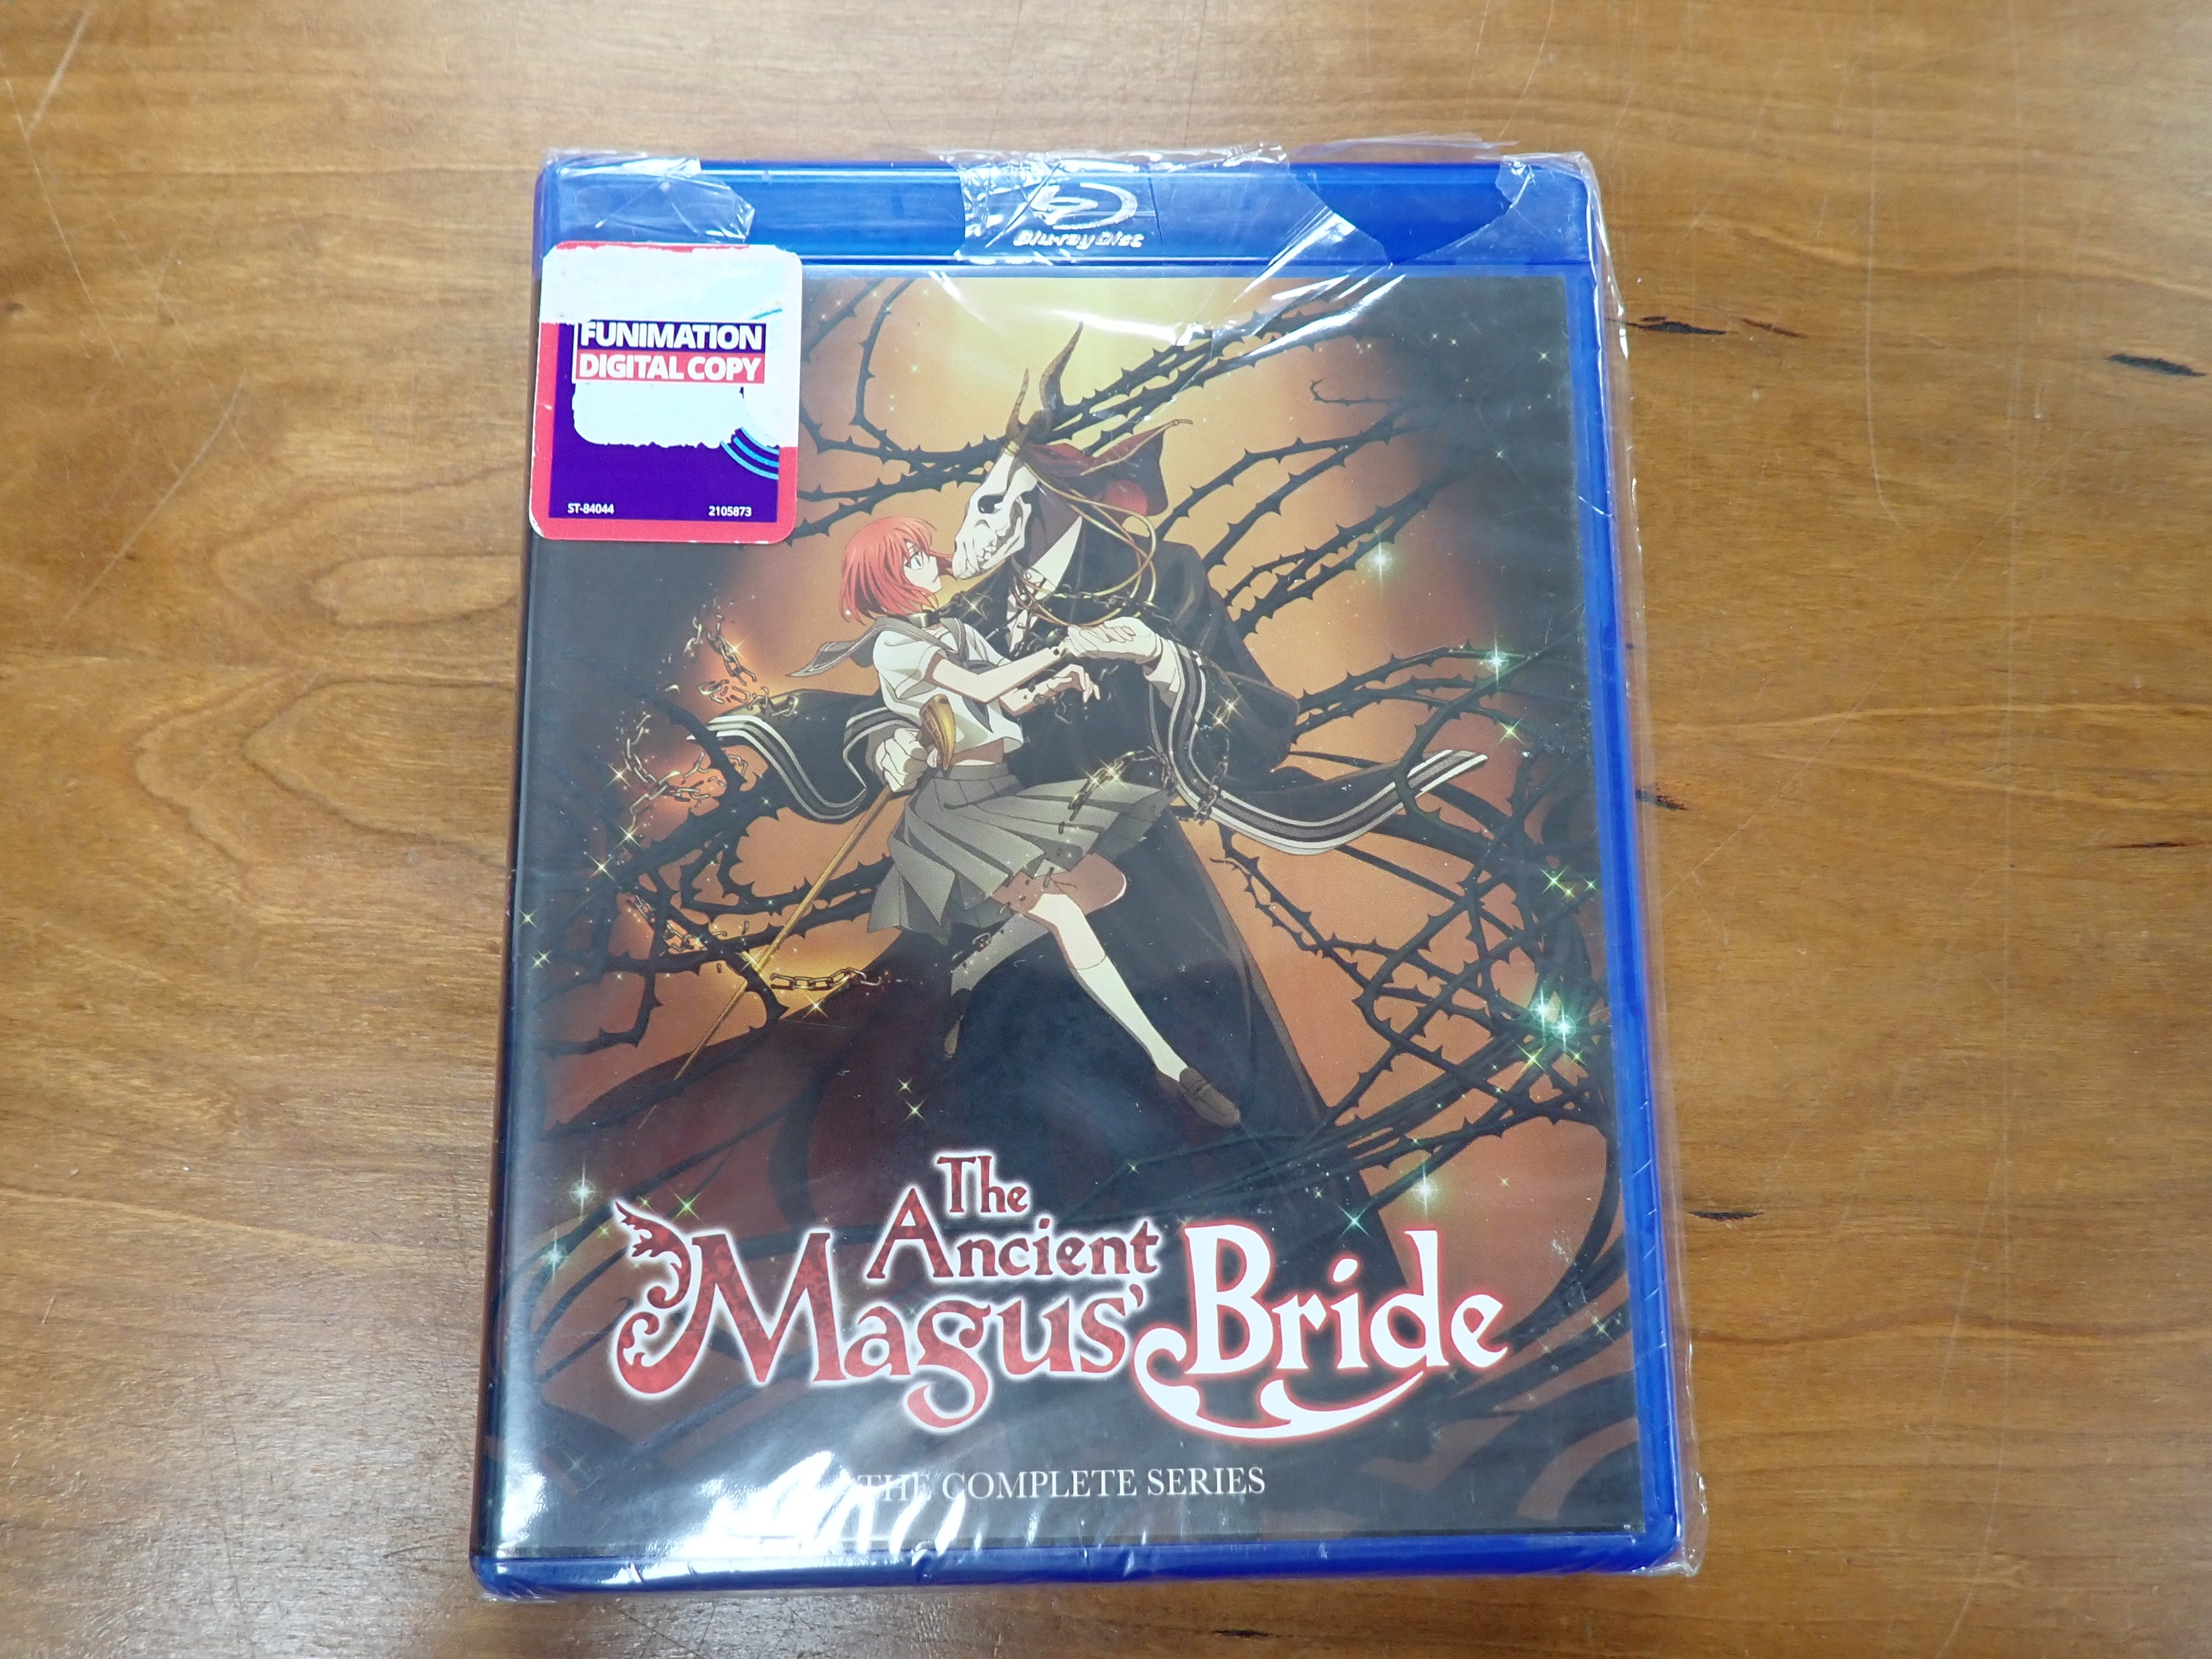 Blu-ray Disc
FUNIMATION
DIGITAL COPY
ST-84044 2105873
The
Ancient
Magus' Bride
THE COMPLETE SERIES